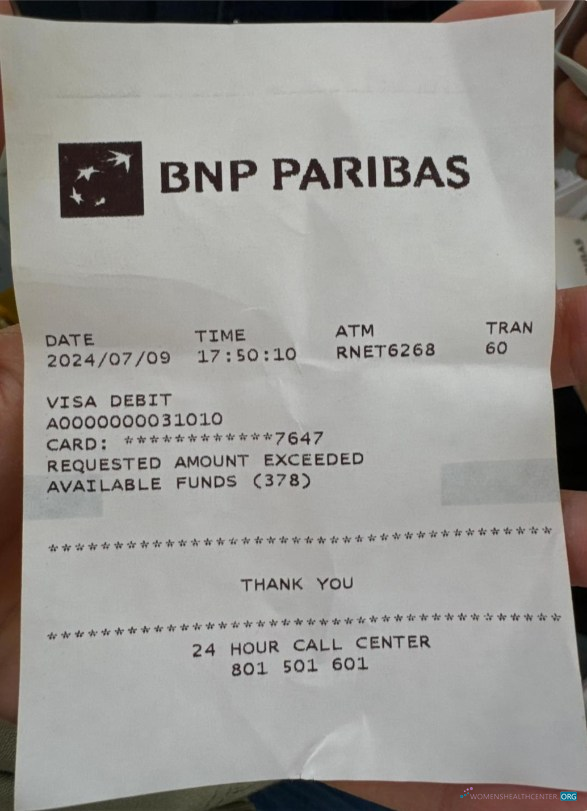 BNP PARIBAS
DATE TIME ATM TRAN
2024/07/09 17:50:10 RNET6268 60
VISA DEBIT
A0000000031010
CARD: ************7647
REQUESTED AMOUNT EXCEEDED
AVAILABLE FUNDS (378)
***************************************
THANK YOU
***************************************
24 HOUR CALL CENTER
801 501 601
WOMENSHEALTHCENTER.ORG